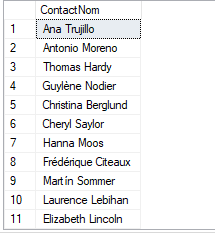 ContactNom
1 Ana Trujillo
2 Antonio Moreno
3 Thomas Hardy
4 Guylène Nodier
5 Christina Berglund
6 Cheryl Saylor
7 Hanna Moos
8 Frédérique Citeaux
9 Martín Sommer
10 Laurence Lebihan
11 Elizabeth Lincoln